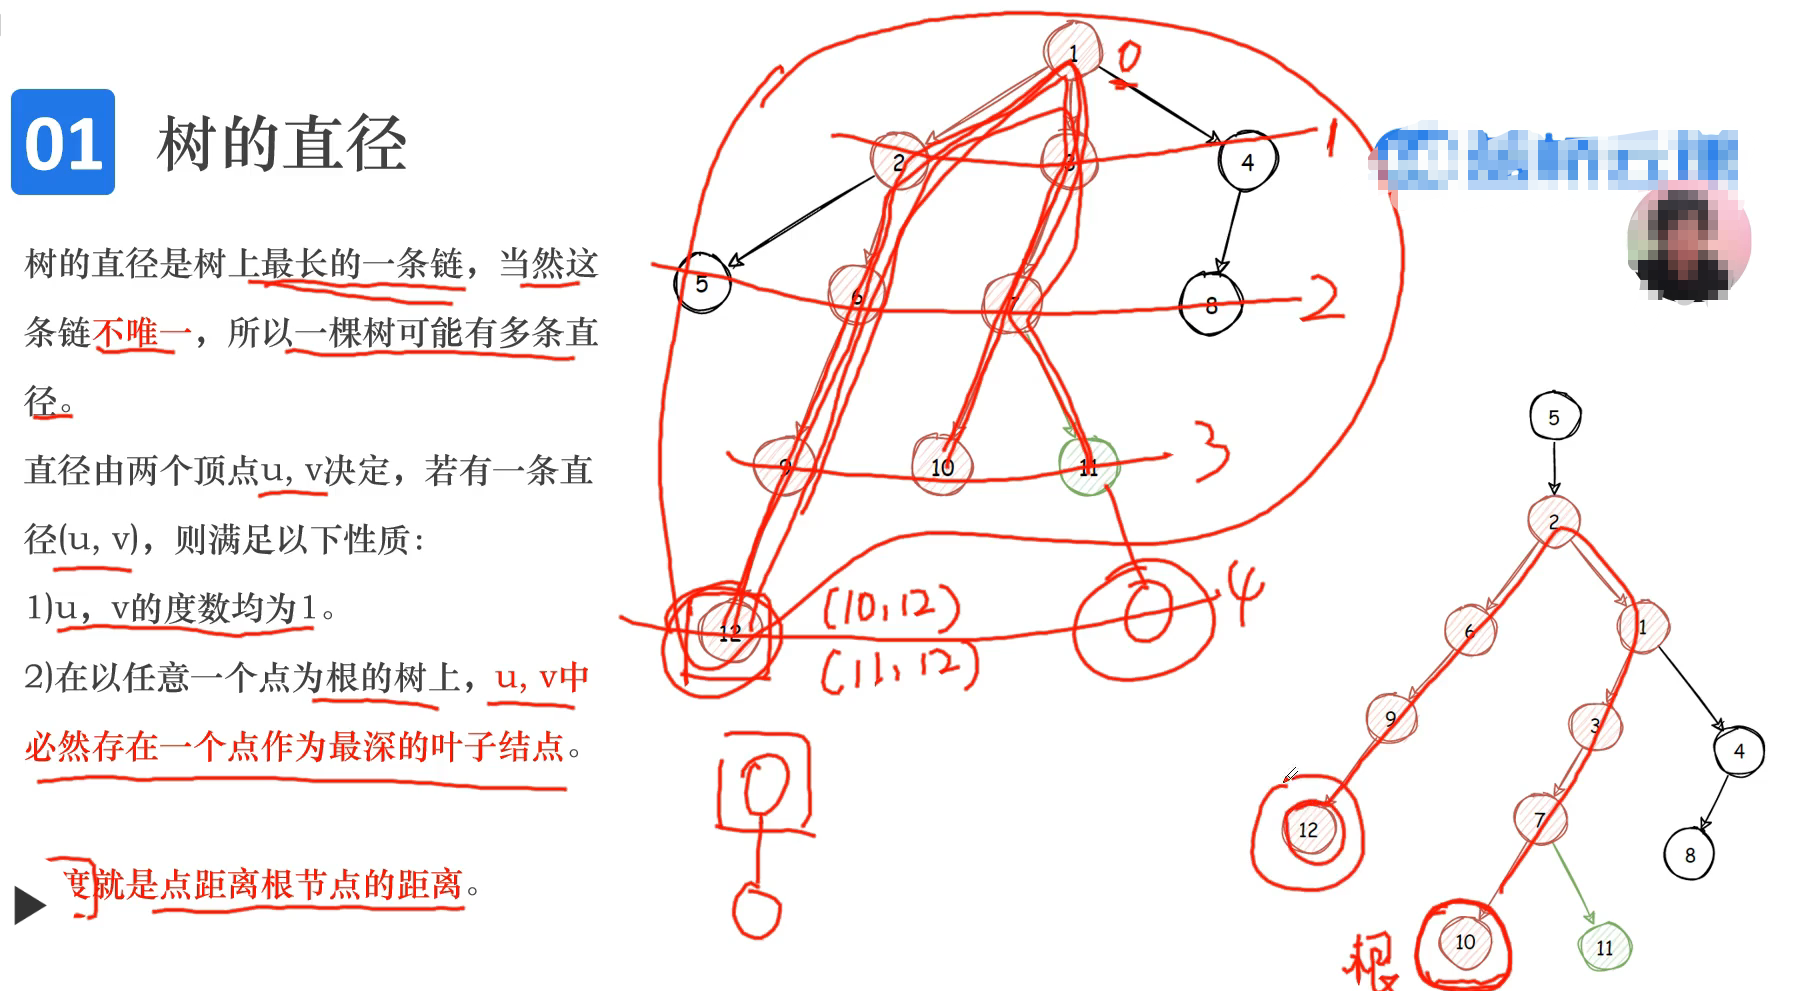 01 树的直径
树的直径是树上最长的一条链，当然这
条链不唯一，所以一棵树可能有多条直
径。
直径由两个顶点u, v决定，若有一条直
径(u, v)，则满足以下性质：
1)u，v的度数均为1。
2)在以任意一个点为根的树上，u, v中
必然存在一个点作为最深的叶子结点。
度就是点距离根节点的距离。
1 0
2 3 4 1
5 6 7 8 2
9 10 11 3
12 4
(10,12)
(11,12)
5
2
6 1
9 3 4
12 7 8
根 10 11